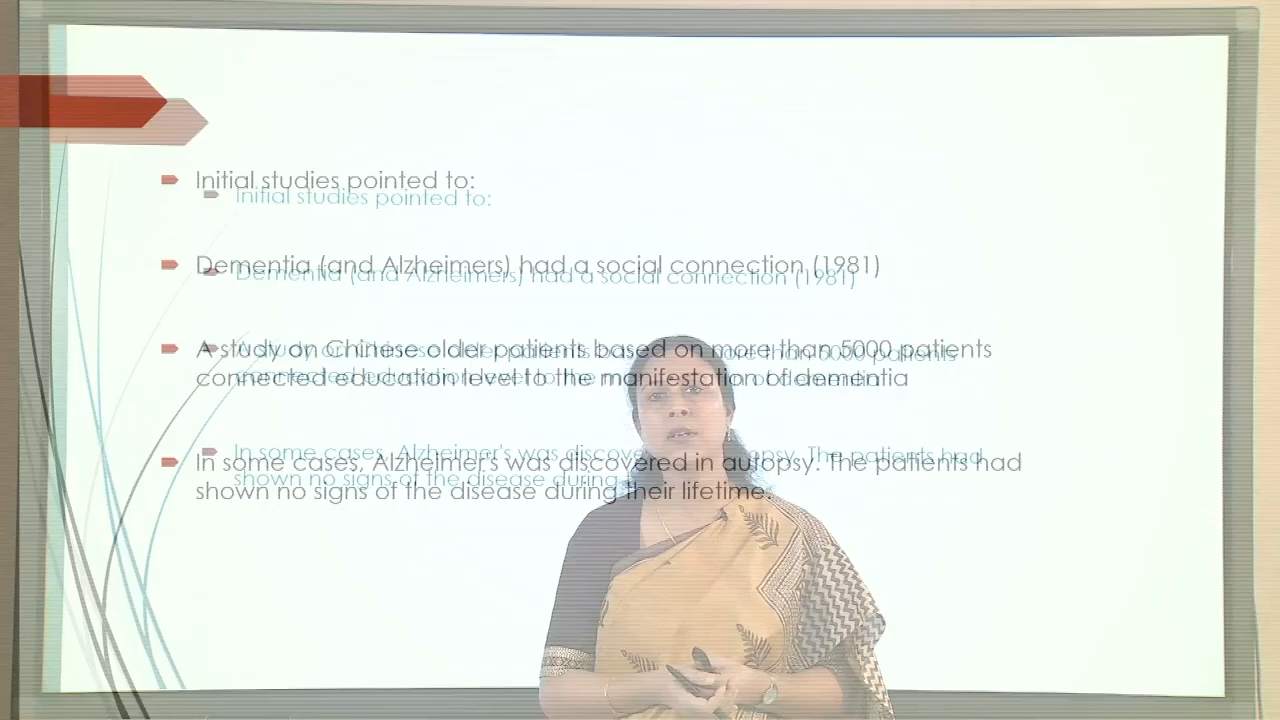 Initial studies pointed to:
Dementia (and Alzheimers) had a social connection (1981)
A study on Chinese older patients based on more than 5000 patients
connected education level to the manifestation of dementia
In some cases, Alzheimer's was discovered in autopsy. The patients had
shown no signs of the disease during their lifetime.